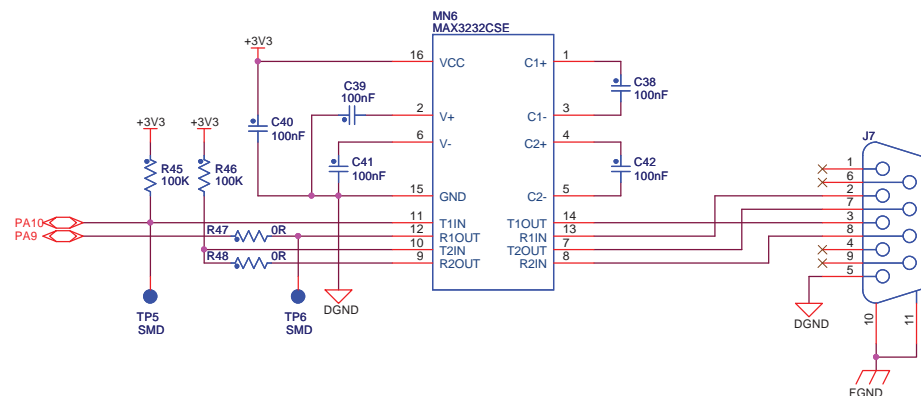 MN6
MAX3232CSE
+3V3
16 VCC C1+ 1
C39
100nF
C38
100nF
2 V+ C1- 3
C40
100nF
+3V3 +3V3
6 V- C2+ 4
J7
R45
100K
R46
100K
C41
100nF
C42
100nF
15 GND C2- 5
1
6
2
7
3
8
4
9
5
PA10 11 T1IN T1OUT 14
PA9 R47 0R 12 R1OUT R1IN 13
10 T2IN T2OUT 7
R48 0R 9 R2OUT R2IN 8
TP5
SMD
TP6
SMD
DGND
DGND
10 11
FGND